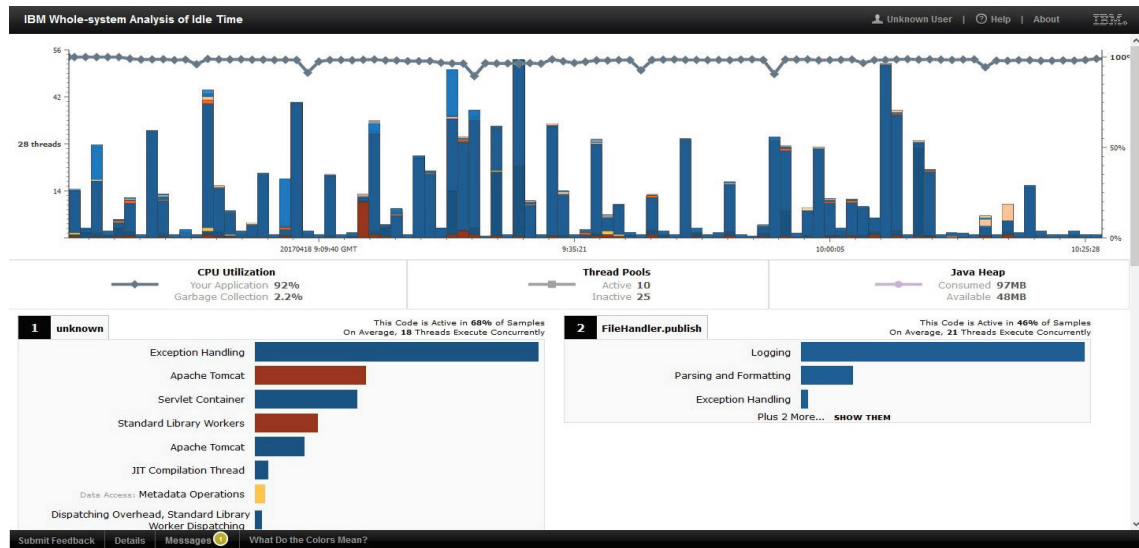 IBM Whole-system Analysis of Idle Time
Unknown User | Help | About IBM
56
42
28 threads
14
100%
50%
0%
20170418 9:09:40 GMT 9:35:21 10:00:05 10:25:28
CPU Utilization
Your Application 92%
Garbage Collection 2.2%
Thread Pools
Active 10
Inactive 25
Java Heap
Consumed 97MB
Available 48MB
1 unknown
This Code is Active in 68% of Samples
On Average, 18 Threads Execute Concurrently
Exception Handling
Apache Tomcat
Servlet Container
Standard Library Workers
Apache Tomcat
JIT Compilation Thread
Data Access: Metadata Operations
Dispatching Overhead, Standard Library
Worker Dispatching
2 FileHandler.publish
This Code is Active in 46% of Samples
On Average, 21 Threads Execute Concurrently
Logging
Parsing and Formatting
Exception Handling
Plus 2 More... SHOW THEM
Submit Feedback Details Messages 1 What Do the Colors Mean?